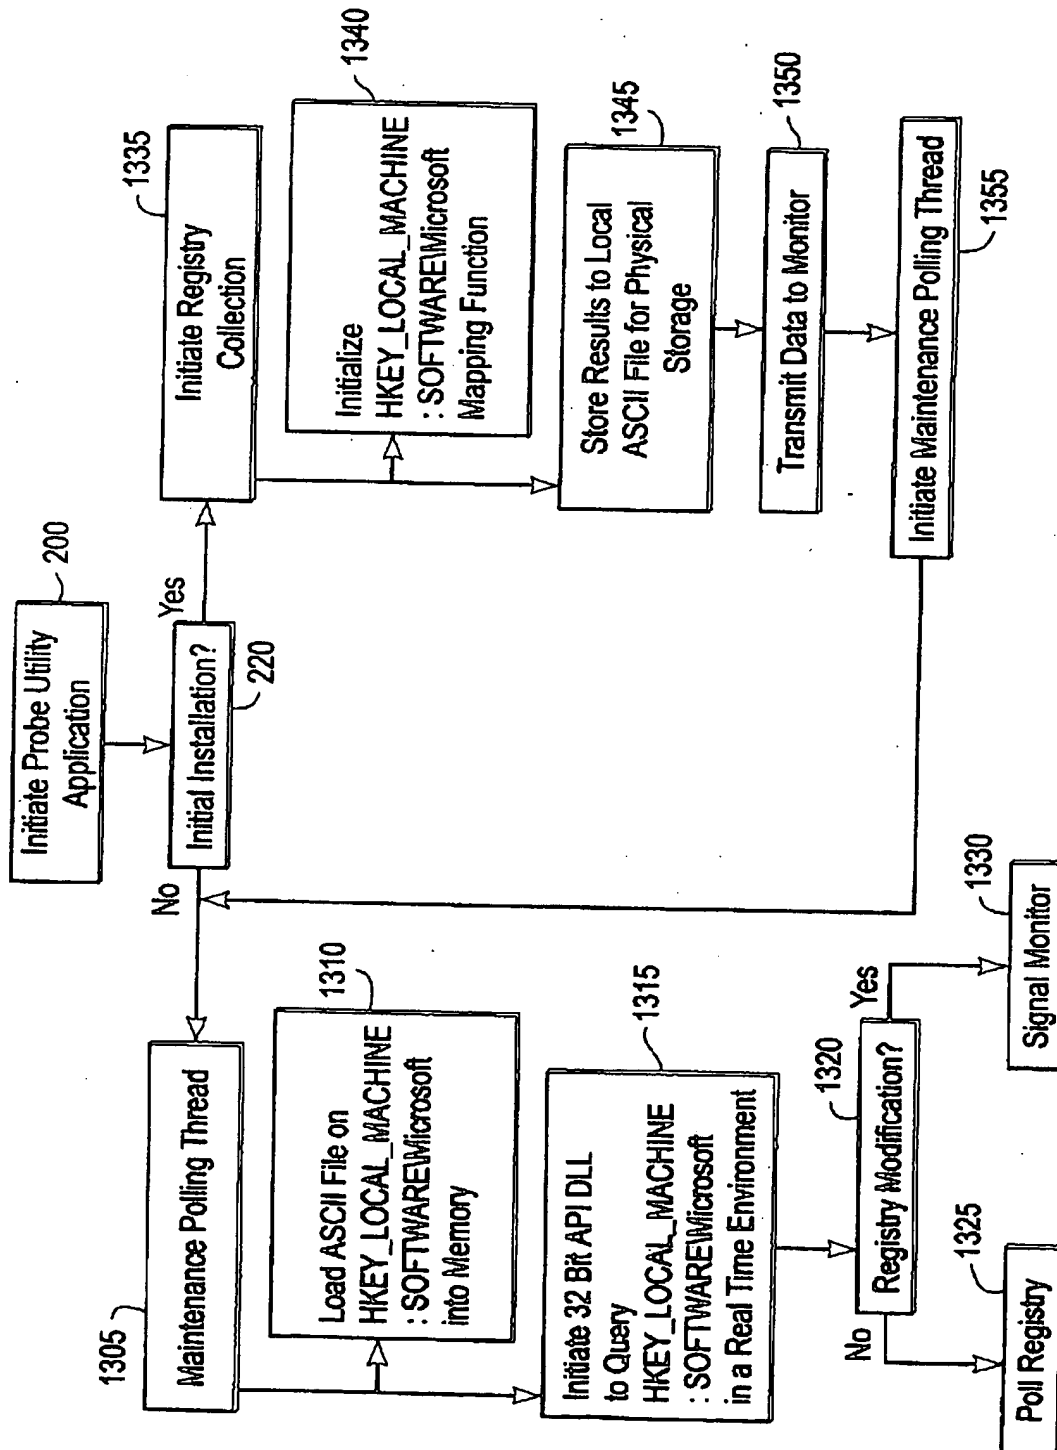 Initiate Probe Utility
Application
200
Initial Installation?
220
No
Yes
Maintenance Polling Thread
1305
Load ASCII File on
HKEY_LOCAL_MACHINE
: SOFTWARE\Microsoft
into Memory
1310
Initiate 32 Bit API DLL
to Query
HKEY_LOCAL_MACHINE
: SOFTWARE\Microsoft
in a Real Time Environment
1315
Registry Modification?
1320
No
Yes
Poll Registry
1325
Signal Monitor
1330
Initiate Registry
Collection
1335
Initialize
HKEY_LOCAL_MACHINE
: SOFTWARE\Microsoft
Mapping Function
1340
Store Results to Local
ASCII File for Physical
Storage
1345
Transmit Data to Monitor
1350
Initiate Maintenance Polling Thread
1355